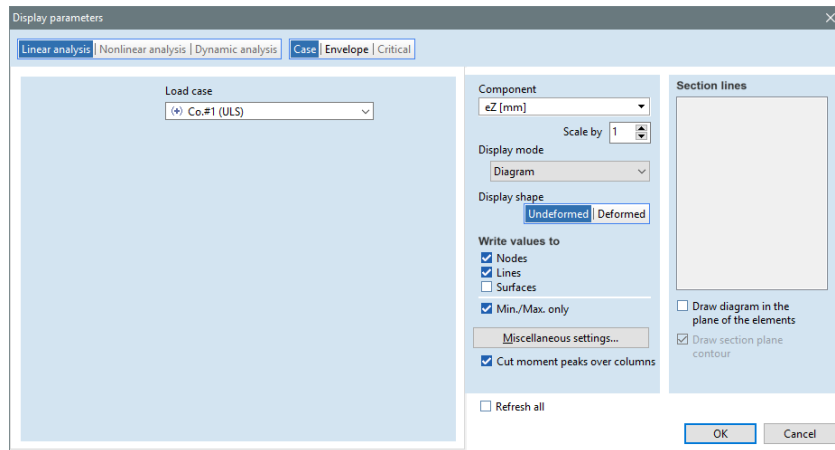 Display parameters
Linear analysis | Nonlinear analysis | Dynamic analysis
Case | Envelope | Critical
Load case
(+) Co.#1 (ULS)
Component
eZ [mm]
Scale by 1
Display mode
Diagram
Display shape
Undeformed | Deformed
Write values to
Nodes
Lines
Surfaces
Min./Max. only
Miscellaneous settings...
Cut moment peaks over columns
Refresh all
Section lines
Draw diagram in the
plane of the elements
Draw section plane
contour
OK
Cancel